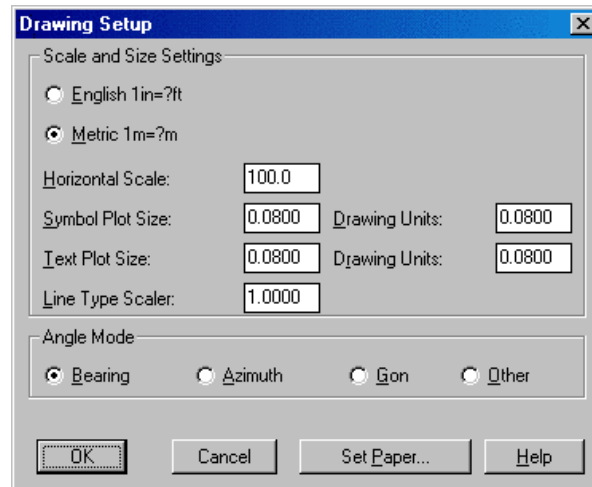 Drawing Setup
Scale and Size Settings
English 1in=?ft
Metric 1m=?m
Horizontal Scale: 100.0
Symbol Plot Size: 0.0800 Drawing Units: 0.0800
Text Plot Size: 0.0800 Drawing Units: 0.0800
Line Type Scaler: 1.0000
Angle Mode
Bearing Azimuth Gon Other
OK Cancel Set Paper... Help